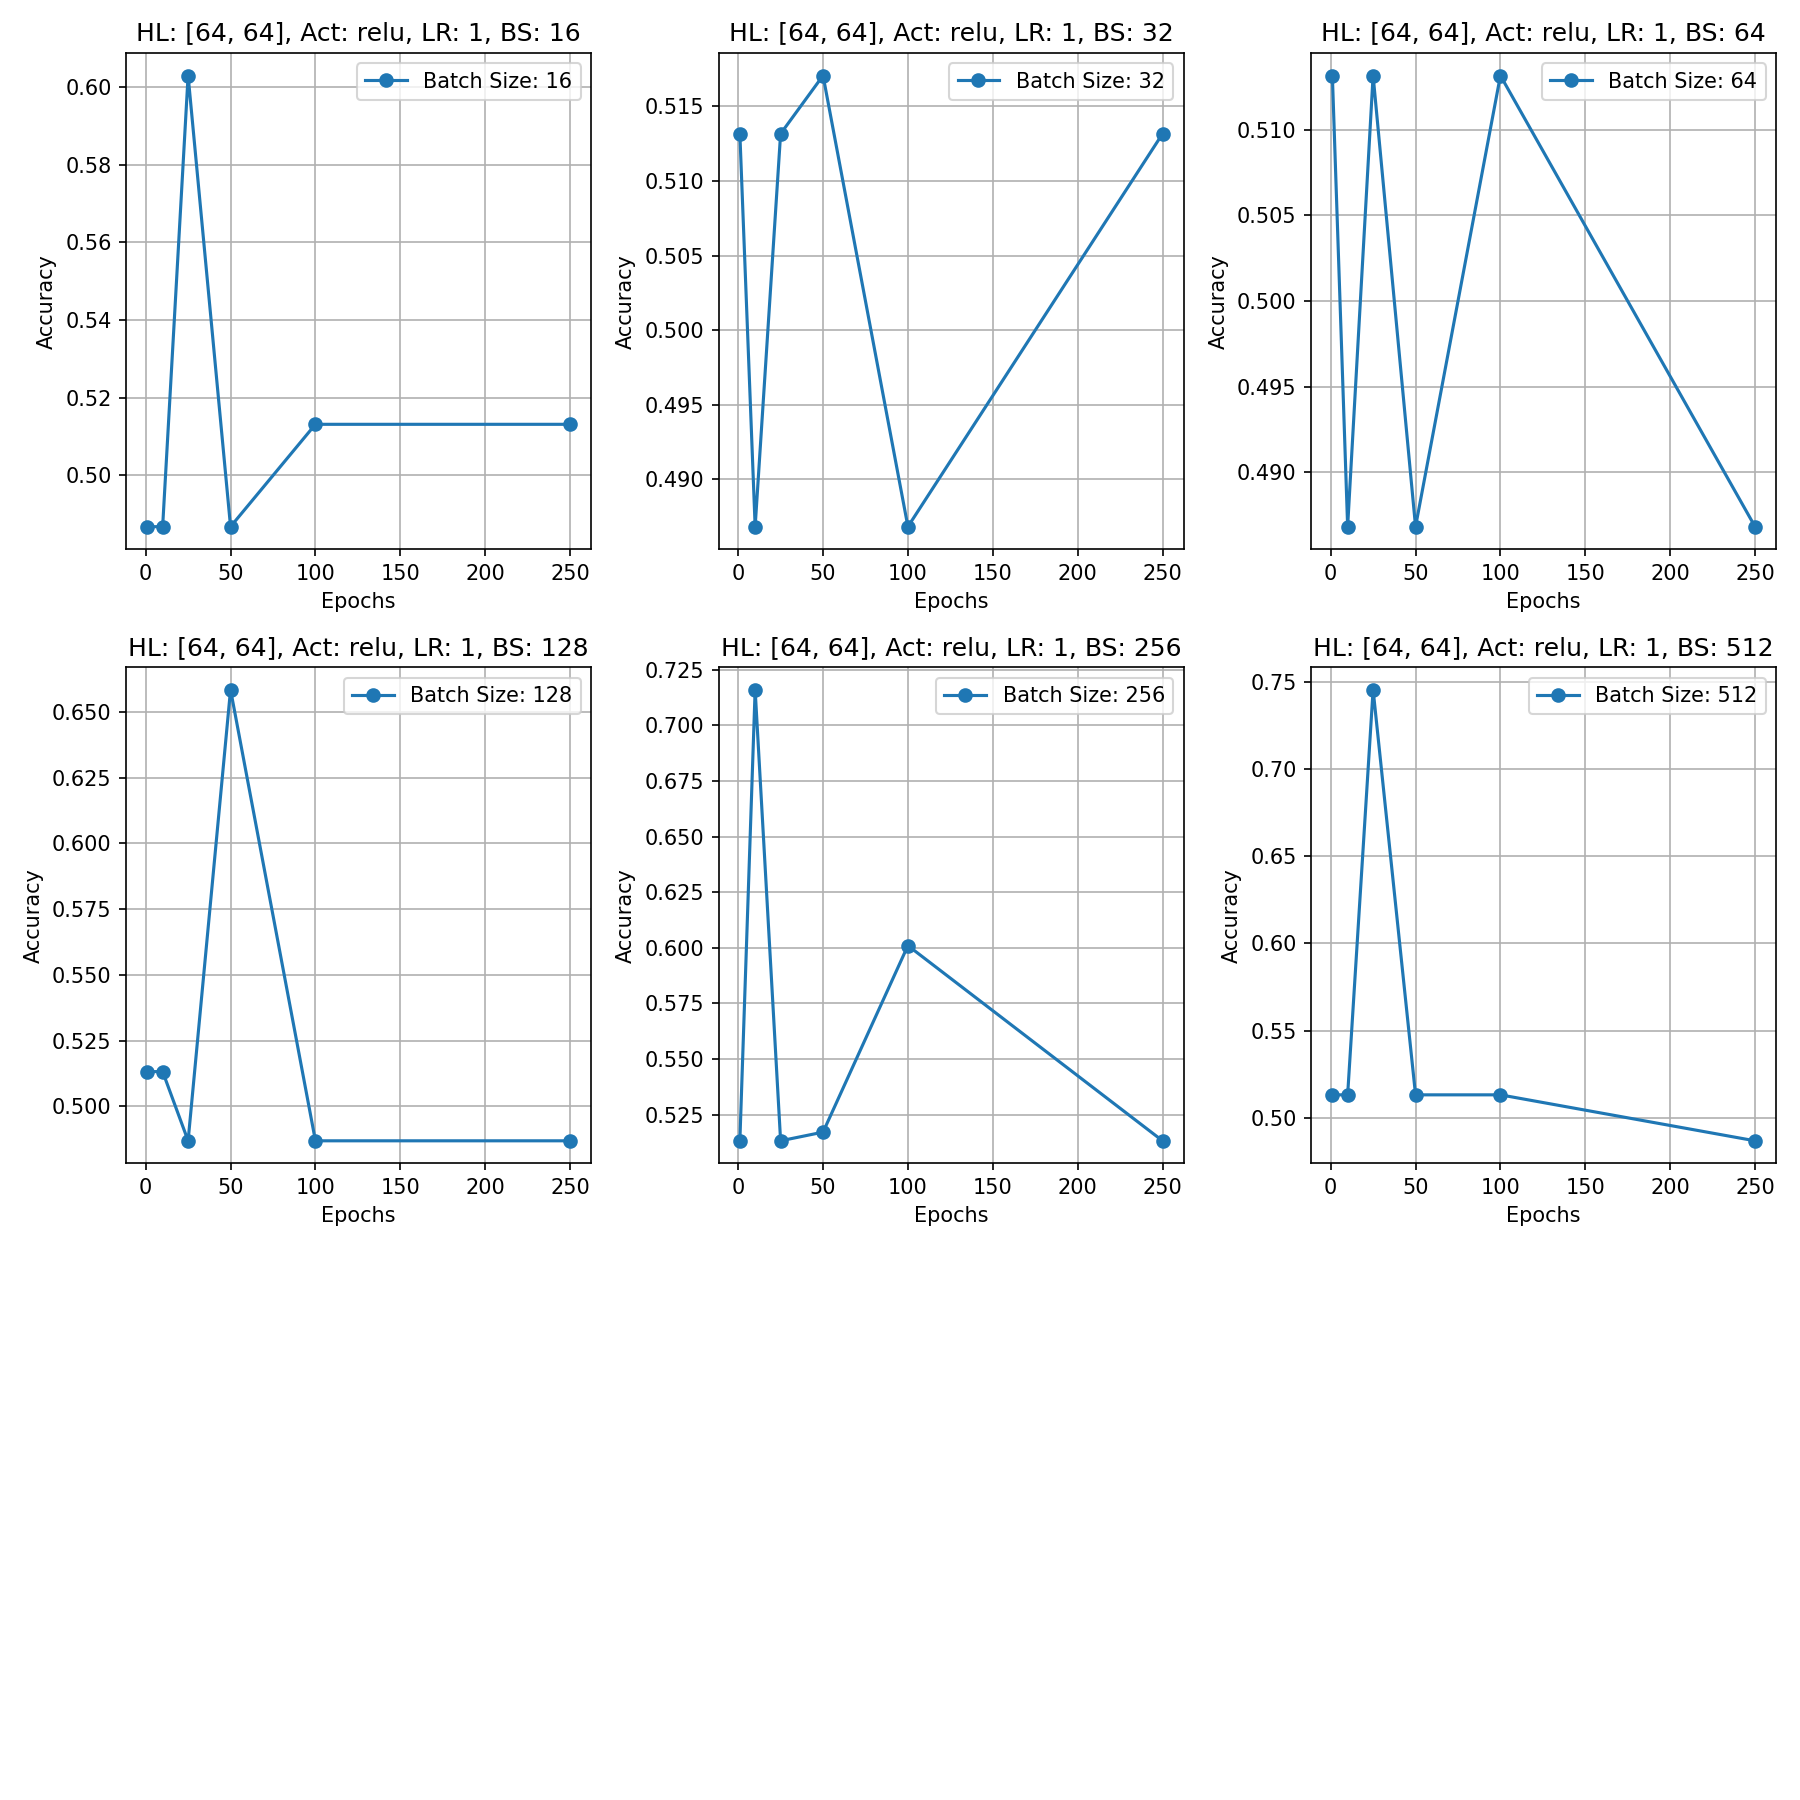 HL: [64, 64], Act: relu, LR: 1, BS: 16
Batch Size: 16
Accuracy
0.60
0.58
0.56
0.54
0.52
0.50
0 50 100 150 200 250
Epochs
HL: [64, 64], Act: relu, LR: 1, BS: 32
Batch Size: 32
Accuracy
0.515
0.510
0.505
0.500
0.495
0.490
0 50 100 150 200 250
Epochs
HL: [64, 64], Act: relu, LR: 1, BS: 64
Batch Size: 64
Accuracy
0.510
0.505
0.500
0.495
0.490
0 50 100 150 200 250
Epochs
HL: [64, 64], Act: relu, LR: 1, BS: 128
Batch Size: 128
Accuracy
0.650
0.625
0.600
0.575
0.550
0.525
0.500
0 50 100 150 200 250
Epochs
HL: [64, 64], Act: relu, LR: 1, BS: 256
Batch Size: 256
Accuracy
0.725
0.700
0.675
0.650
0.625
0.600
0.575
0.550
0.525
0 50 100 150 200 250
Epochs
HL: [64, 64], Act: relu, LR: 1, BS: 512
Batch Size: 512
Accuracy
0.75
0.70
0.65
0.60
0.55
0.50
0 50 100 150 200 250
Epochs